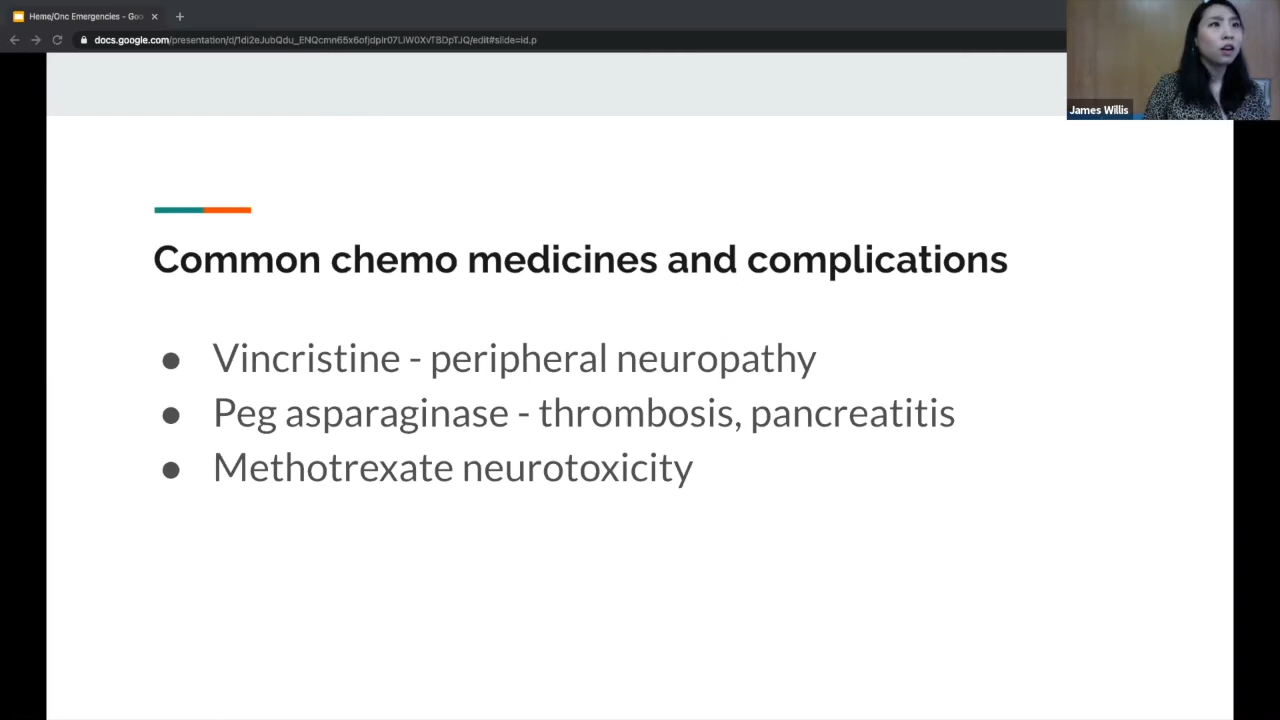 Heme/Onc Emergencies - Goo
docs.google.com/presentation/d/1di2eJubQdu_ENQcmn65x6ofjdpIr07LIW0XvTBDpTJQ/edit#slide=id.p
James Willis
Common chemo medicines and complications
● Vincristine - peripheral neuropathy
● Peg asparaginase - thrombosis, pancreatitis
● Methotrexate neurotoxicity